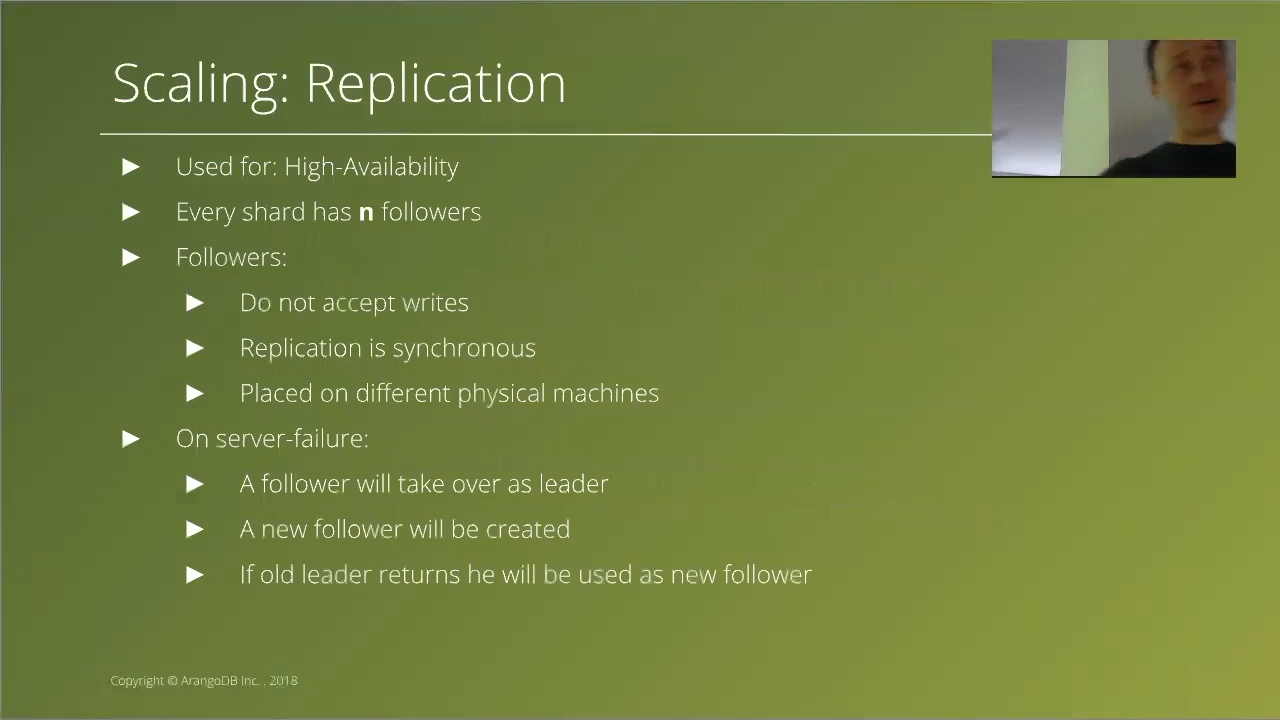 Scaling: Replication
► Used for: High-Availability
► Every shard has n followers
► Followers:
► Do not accept writes
► Replication is synchronous
► Placed on different physical machines
► On server-failure:
► A follower will take over as leader
► A new follower will be created
► If old leader returns he will be used as new follower
Copyright © ArangoDB Inc. , 2018